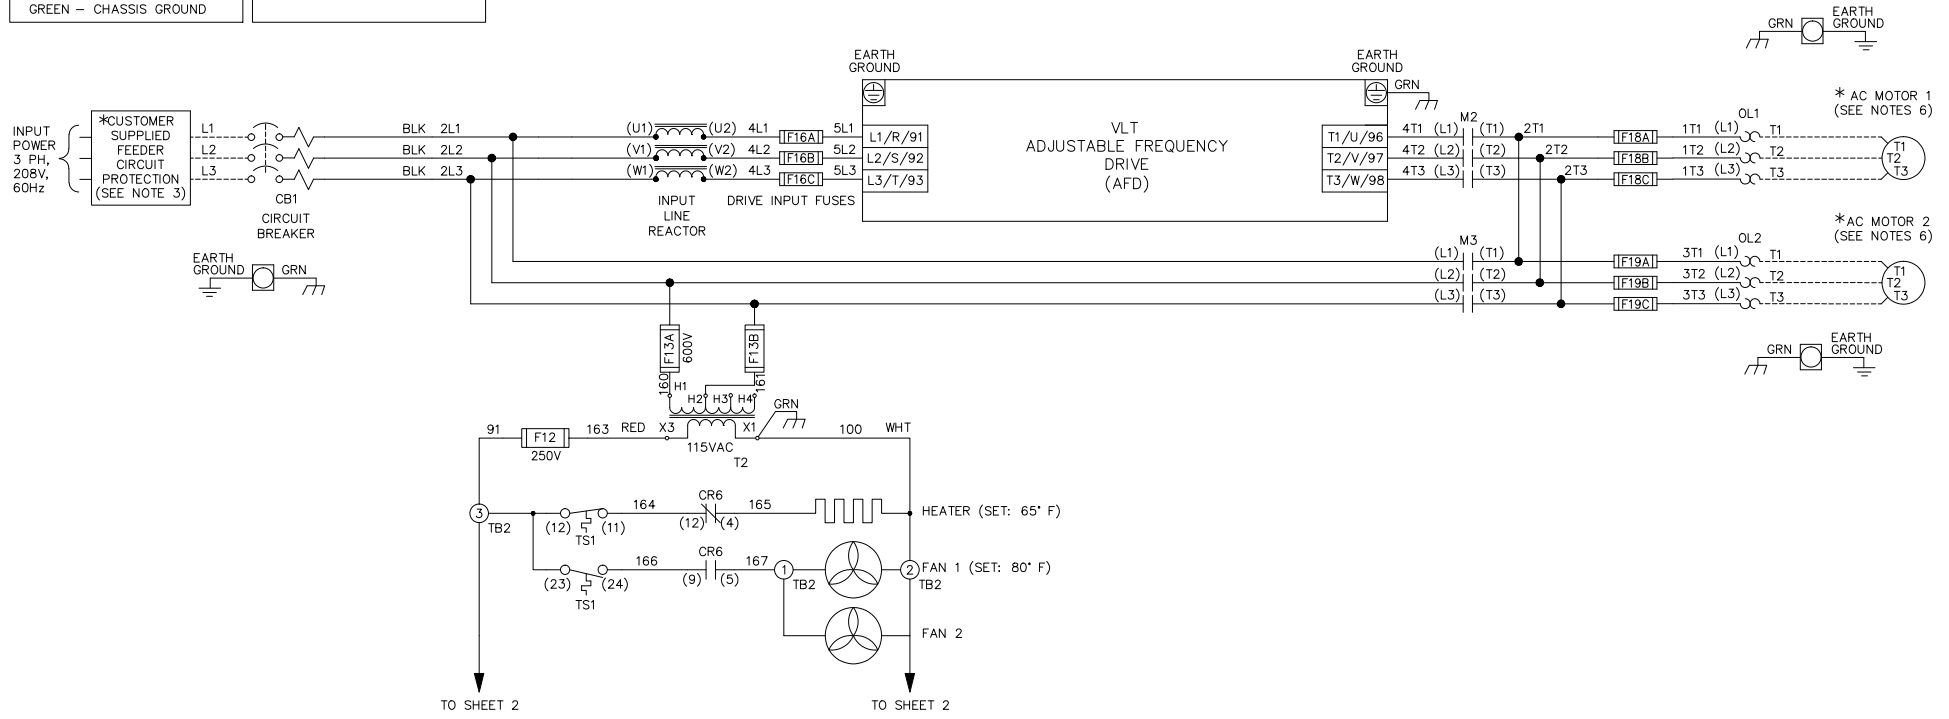 GREEN – CHASSIS GROUND
INPUT
POWER
3 PH,
208V,
60Hz
*CUSTOMER
SUPPLIED
FEEDER
CIRCUIT
PROTECTION
(SEE NOTE 3)
L1
L2
L3
CB1
CIRCUIT
BREAKER
EARTH
GROUND
GRN
BLK 2L1
BLK 2L2
BLK 2L3
(U1) (U2) 4L1 F16A 5L1
(V1) (V2) 4L2 F16B 5L2
(W1) (W2) 4L3 F16C 5L3
INPUT
LINE
REACTOR
DRIVE INPUT FUSES
EARTH
GROUND
L1/R/91
L2/S/92
L3/T/93
VLT
ADJUSTABLE FREQUENCY
DRIVE
(AFD)
EARTH
GROUND
GRN
T1/U/96
T2/V/97
T3/W/98
M2
4T1 (L1) (T1) 2T1
4T2 (L2) (T2) 2T2
4T3 (L3) (T3) 2T3
OL1
F18A 1T1 (L1) T1
F18B 1T2 (L2) T2
F18C 1T3 (L3) T3
GRN
EARTH
GROUND
* AC MOTOR 1
(SEE NOTES 6)
T1
T2
T3
M3
(L1) (T1)
(L2) (T2)
(L3) (T3)
OL2
F19A 3T1 (L1) T1
F19B 3T2 (L2) T2
F19C 3T3 (L3) T3
*AC MOTOR 2
(SEE NOTES 6)
T1
T2
T3
GRN
EARTH
GROUND
F13A
600V
F13B
160
161
H1
H2 H3 H4
GRN
91
F12
250V
163 RED X3
X1
115VAC
T2
100 WHT
3
TB2
(12) (11)
TS1
164
CR6
(12) (4)
165
HEATER (SET: 65° F)
(23) (24)
TS1
166
CR6
(9) (5)
167
1
TB2
2
TB2
FAN 1 (SET: 80° F)
FAN 2
TO SHEET 2
TO SHEET 2